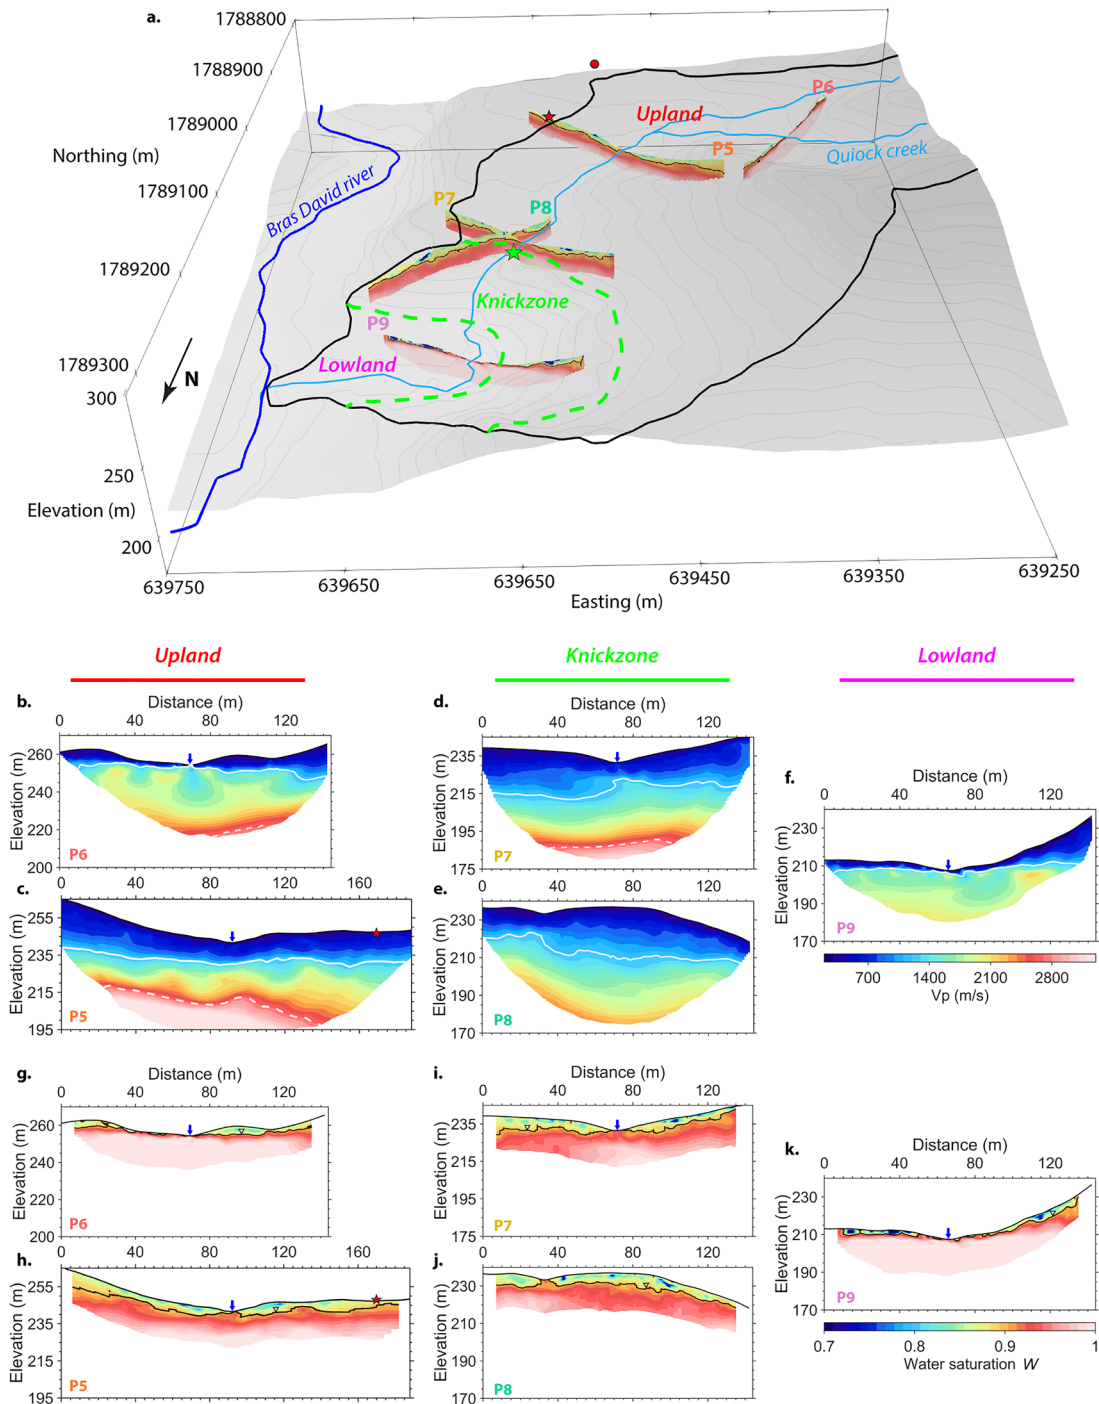 a.
1788800
1788900
1789000
Northing (m)
1789100
1789200
1789300
300
250
Elevation (m)
200
639750
639650
639650
639450
639350
639250
Easting (m)
N
Bras David river
Upland
P6
P5
Quiock creek
P7
P8
Knickzone
P9
Lowland
Upland
Knickzone
Lowland
b.
Distance (m)
0 40 80 120
Elevation (m)
260
240
220
200
P6
c.
0 40 80 120 160
Elevation (m)
255
235
215
195
P5
d.
Distance (m)
0 40 80 120
Elevation (m)
235
215
195
175
P7
e.
0 40 80 120
Elevation (m)
230
210
190
170
P8
f.
Distance (m)
0 40 80 120
Elevation (m)
230
210
190
170
P9
700 1400 2100 2800
Vp (m/s)
g.
Distance (m)
0 40 80 120
Elevation (m)
260
240
220
200
P6
h.
0 40 80 120 160
Elevation (m)
255
235
215
195
P5
i.
Distance (m)
0 40 80 120
Elevation (m)
235
215
195
175
P7
j.
0 40 80 120
Elevation (m)
230
210
190
170
P8
k.
Distance (m)
0 40 80 120
Elevation (m)
230
210
190
170
P9
0.7 0.8 0.9 1
Water saturation W